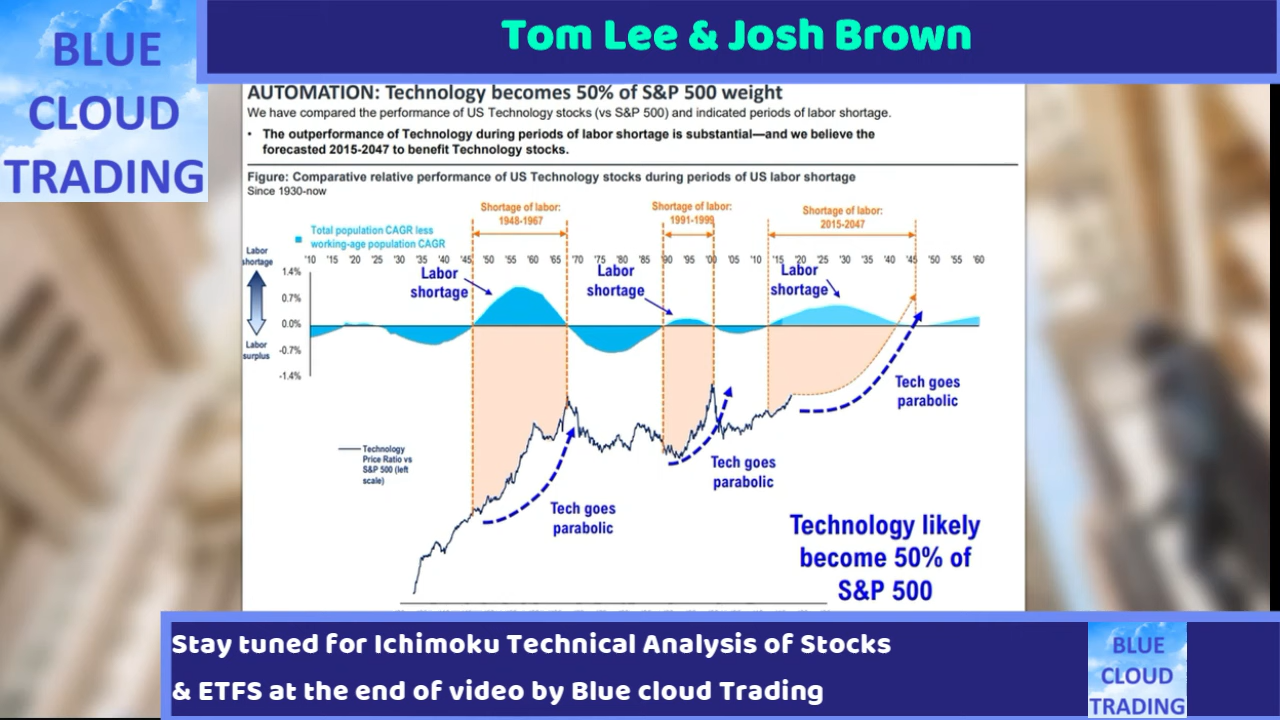 BLUE
CLOUD
TRADING
Tom Lee & Josh Brown
AUTOMATION: Technology becomes 50% of S&P 500 weight
We have compared the performance of US Technology stocks (vs S&P 500) and indicated periods of labor shortage.
• The outperformance of Technology during periods of labor shortage is substantial—and we believe the
forecasted 2015-2047 to benefit Technology stocks.
Figure: Comparative relative performance of US Technology stocks during periods of US labor shortage
Since 1930-now
Shortage of labor:
1948-1967
Shortage of labor:
1991-1999
Shortage of labor:
2015-2047
Total population CAGR less
working-age population CAGR
Labor
shortage
Labor
surplus
'10 '15 '20 '25 '30 '35 '40 '45 '50 '55 '60 '65 '70 '75 '80 '85 '90 '95 '00 '05 '10 '15 '20 '25 '30 '35 '40 '45 '50 '55 '60
1.4%
0.7%
0.0%
-0.7%
-1.4%
Labor
shortage
Labor
shortage
Labor
shortage
Technology
Price Ratio vs
S&P 500 (left
scale)
Tech goes
parabolic
Tech goes
parabolic
Tech goes
parabolic
Technology likely
become 50% of
S&P 500
Stay tuned for Ichimoku Technical Analysis of Stocks
& ETFS at the end of video by Blue cloud Trading
BLUE
CLOUD
TRADING